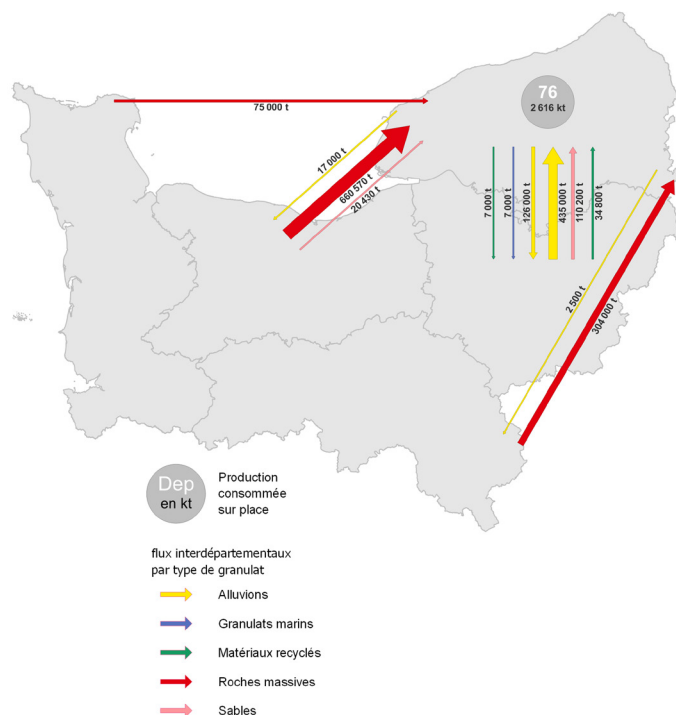 76
2 616 kt
75 000 t
17 000 t
660 570 t
20 430 t
7 000 t
7 000 t
126 000 t
435 000 t
110 200 t
34 800 t
2 500 t
304 000 t
Dep
en kt
Production
consommée
sur place
flux interdépartementaux
par type de granulat
Alluvions
Granulats marins
Matériaux recyclés
Roches massives
Sables